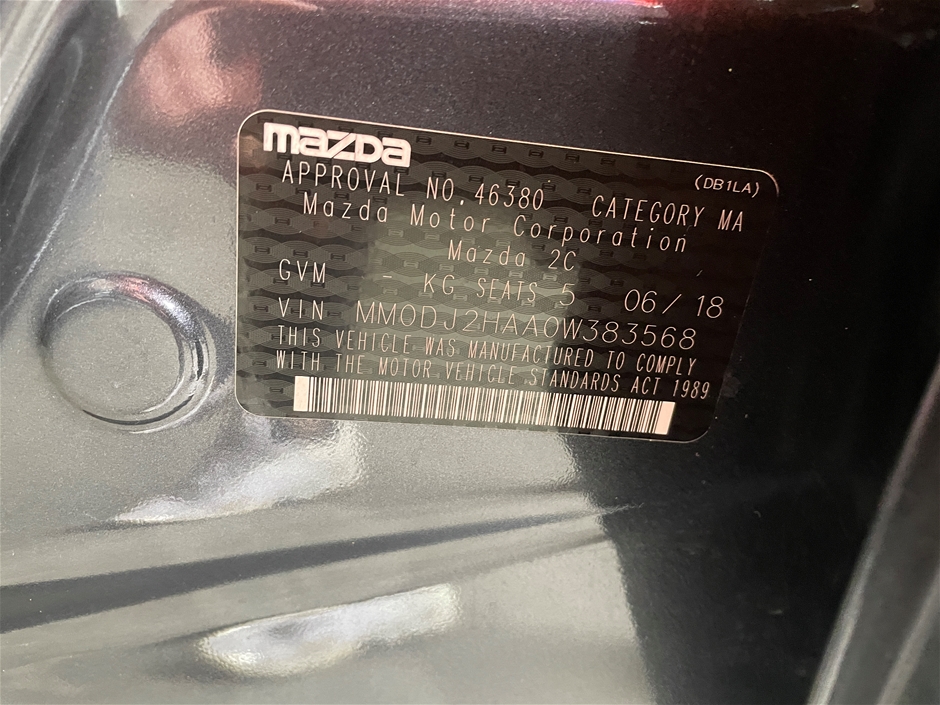 mazda
(DB1LA)
APPROVAL NO. 46380 CATEGORY MA
Mazda Motor Corporation
Mazda 2C
GVM - KG SEATS 5 06/18
VIN MM0DJ2HAA0W383568
THIS VEHICLE WAS MANUFACTURED TO COMPLY
WITH THE MOTOR VEHICLE STANDARDS ACT 1989